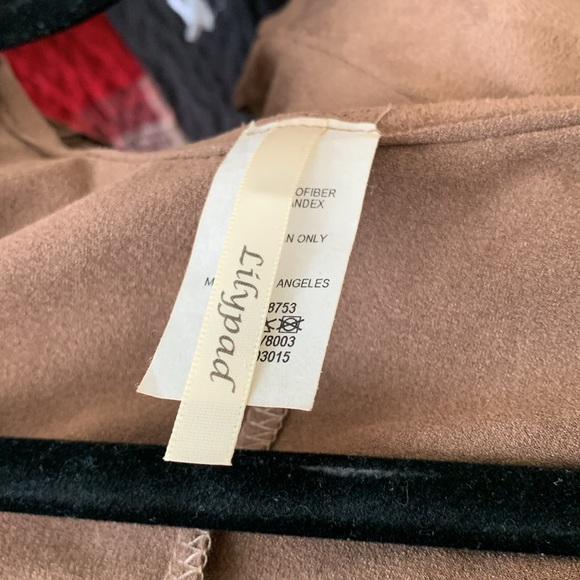 Lilypad
OFIBER
ANDEX
N ONLY
M ANGELES
8753
/8003
03015